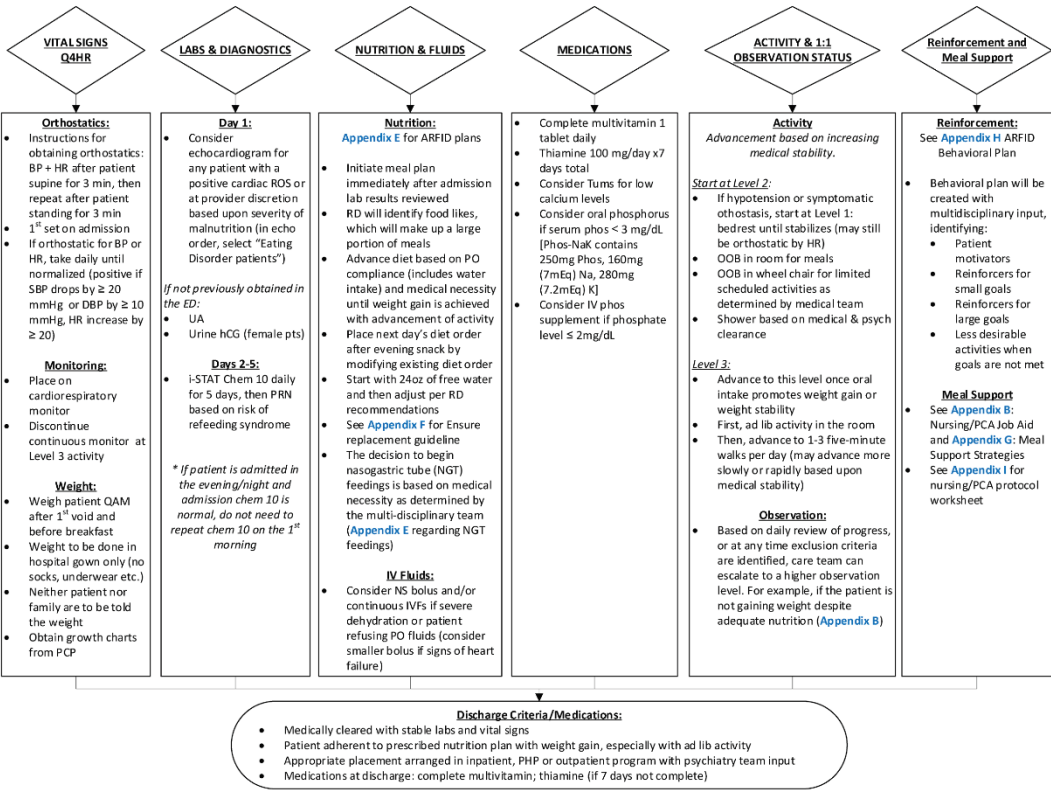 VITAL SIGNS
Q4HR
LABS & DIAGNOSTICS
NUTRITION & FLUIDS
MEDICATIONS
ACTIVITY & 1:1
OBSERVATION STATUS
Reinforcement and
Meal Support
Orthostatics:
• Instructions for
obtaining orthostatics:
BP + HR after patient
supine for 3 min, then
repeat after patient
standing for 3 min
• 1st set on admission
• If orthostatic for BP or
HR, take daily until
normalized (positive if
SBP drops by ≥ 20
mmHg or DBP by ≥ 10
mmHg, HR increase by
≥ 20)
Monitoring:
• Place on
cardiorespiratory
monitor
• Discontinue
continuous monitor at
Level 3 activity
Weight:
• Weigh patient QAM
after 1st void and
before breakfast
• Weight to be done in
hospital gown only (no
socks, underwear etc.)
• Neither patient nor
family are to be told
the weight
• Obtain growth charts
from PCP
Day 1:
• Consider
echocardiogram for
any patient with a
positive cardiac ROS or
at provider discretion
based upon severity of
malnutrition (in echo
order, select “Eating
Disorder patients”)
If not previously obtained in
the ED:
• UA
• Urine hCG (female pts)
Days 2-5:
• i-STAT Chem 10 daily
for 5 days, then PRN
based on risk of
refeeding syndrome
* If patient is admitted in
the evening/night and
admission chem 10 is
normal, do not need to
repeat chem 10 on the 1st
morning
Nutrition:
Appendix E for ARFID plans
• Initiate meal plan
immediately after admission
lab results reviewed
• RD will identify food likes,
which will make up a large
portion of meals
• Advance diet based on PO
compliance (includes water
intake) and medical necessity
until weight gain is achieved
with advancement of activity
• Place next day’s diet order
after evening snack by
modifying existing diet order
• Start with 24oz of free water
and then adjust per RD
recommendations
• See Appendix F for Ensure
replacement guideline
• The decision to begin
nasogastric tube (NGT)
feedings is based on medical
necessity as determined by
the multi-disciplinary team
(Appendix E regarding NGT
feedings)
IV Fluids:
• Consider NS bolus and/or
continuous IVFs if severe
dehydration or patient
refusing PO fluids (consider
smaller bolus if signs of heart
failure)
• Complete multivitamin 1
tablet daily
• Thiamine 100 mg/day x7
days total
• Consider Tums for low
calcium levels
• Consider oral phosphorus
if serum phos < 3 mg/dL
[Phos-NaK contains
250mg Phos, 160mg
(7mEq) Na, 280mg
(7.2mEq) K]
• Consider IV phos
supplement if phosphate
level ≤ 2mg/dL
Activity
Advancement based on increasing
medical stability.
Start at Level 2:
• If hypotension or symptomatic
othostasis, start at Level 1:
bedrest until stabilizes (may still
be orthostatic by HR)
• OOB in room for meals
• OOB in wheel chair for limited
scheduled activities as
determined by medical team
• Shower based on medical & psych
clearance
Level 3:
• Advance to this level once oral
intake promotes weight gain or
weight stability
• First, ad lib activity in the room
• Then, advance to 1-3 five-minute
walks per day (may advance more
slowly or rapidly based upon
medical stability)
Observation:
• Based on daily review of progress,
or at any time exclusion criteria
are identified, care team can
escalate to a higher observation
level. For example, if the patient is
not gaining weight despite
adequate nutrition (Appendix B)
Reinforcement:
See Appendix H ARFID
Behavioral Plan
• Behavioral plan will be
created with
multidisciplinary input,
identifying:
• Patient
motivators
• Reinforcers for
small goals
• Reinforcers for
large goals
• Less desirable
activities when
goals are not met
Meal Support
• See Appendix B:
Nursing/PCA Job Aid
and Appendix G: Meal
Support Strategies
• See Appendix I for
nursing/PCA protocol
worksheet
Discharge Criteria/Medications:
• Medically cleared with stable labs and vital signs
• Patient adherent to prescribed nutrition plan with weight gain, especially with ad lib activity
• Appropriate placement arranged in inpatient, PHP or outpatient program with psychiatry team input
• Medications at discharge: complete multivitamin; thiamine (if 7 days not complete)